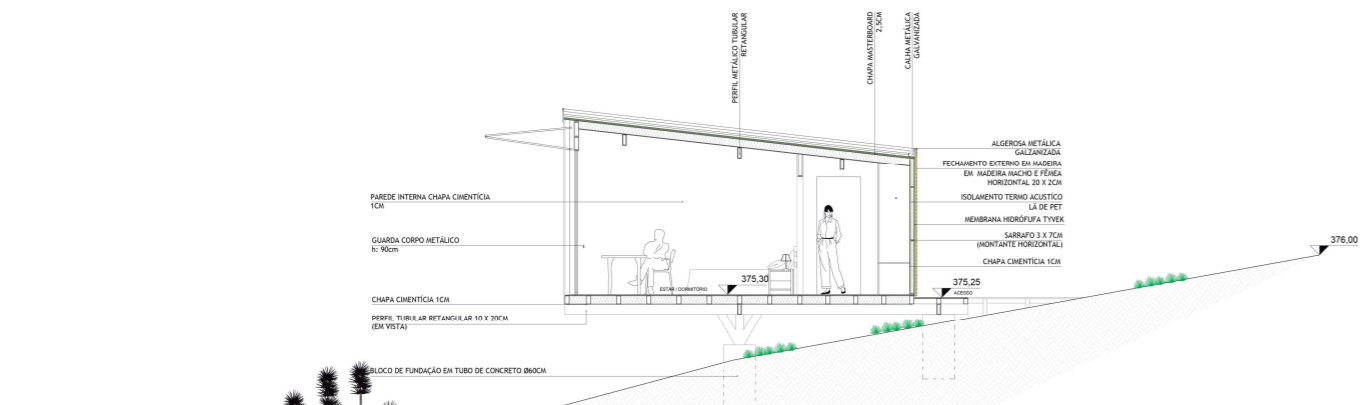 PERFIL METÁLICO TUBULAR
RETANGULAR
CHAPA MASTERBOARD
2,5CM
CALHA METÁLICA
GALVANIZADA
PAREDE INTERNA CHAPA CIMENTÍCIA
1CM
GUARDA CORPO METÁLICO
h: 90cm
CHAPA CIMENTÍCIA 1CM
PERFIL TUBULAR RETANGULAR 10 X 20CM
(EM VISTA)
BLOCO DE FUNDAÇÃO EM TUBO DE CONCRETO Ø60CM
ESTAR / DORMITÓRIO
375,30
375,25
ACESSO
ALGEROSA METÁLICA
GALZANIZADA
FECHAMENTO EXTERNO EM MADEIRA
EM MADEIRA MACHO E FÊMEA
HORIZONTAL 20 X 2CM
ISOLAMENTO TERMO ACUSTÍCO
LÃ DE PET
MEMBRANA HIDRÓFUFA TYVEK
SARRAFO 3 X 7CM
(MONTANTE HORIZONTAL)
CHAPA CIMENTÍCIA 1CM
376,00